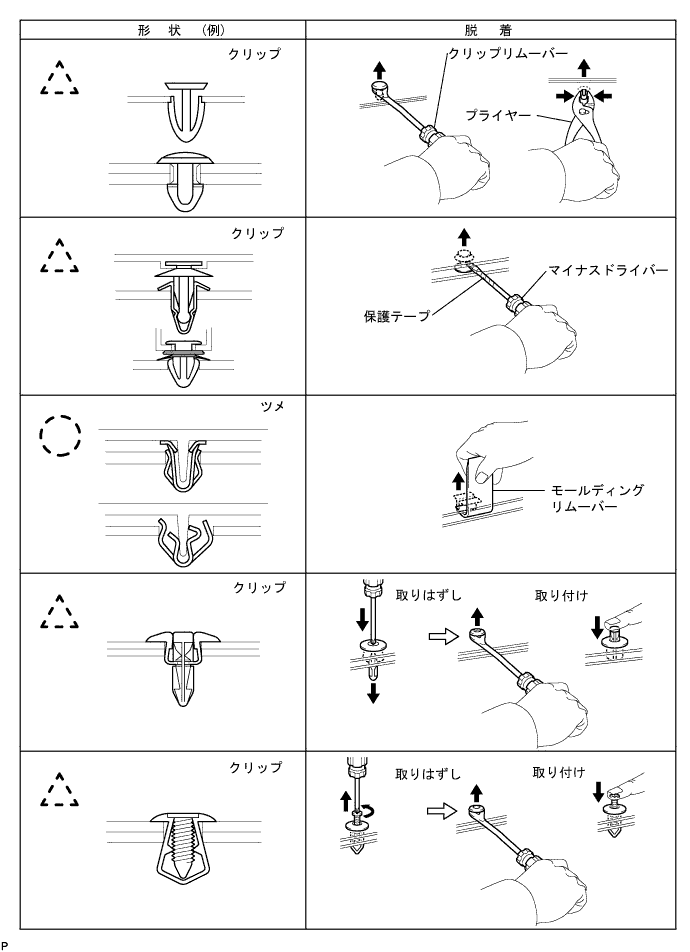 形 状 (例)
脱 着
クリップ
クリップリムーバー
プライヤー
クリップ
マイナスドライバー
保護テープ
ツメ
モールディング
リムーバー
クリップ
取りはずし
取り付け
クリップ
取りはずし
取り付け
P